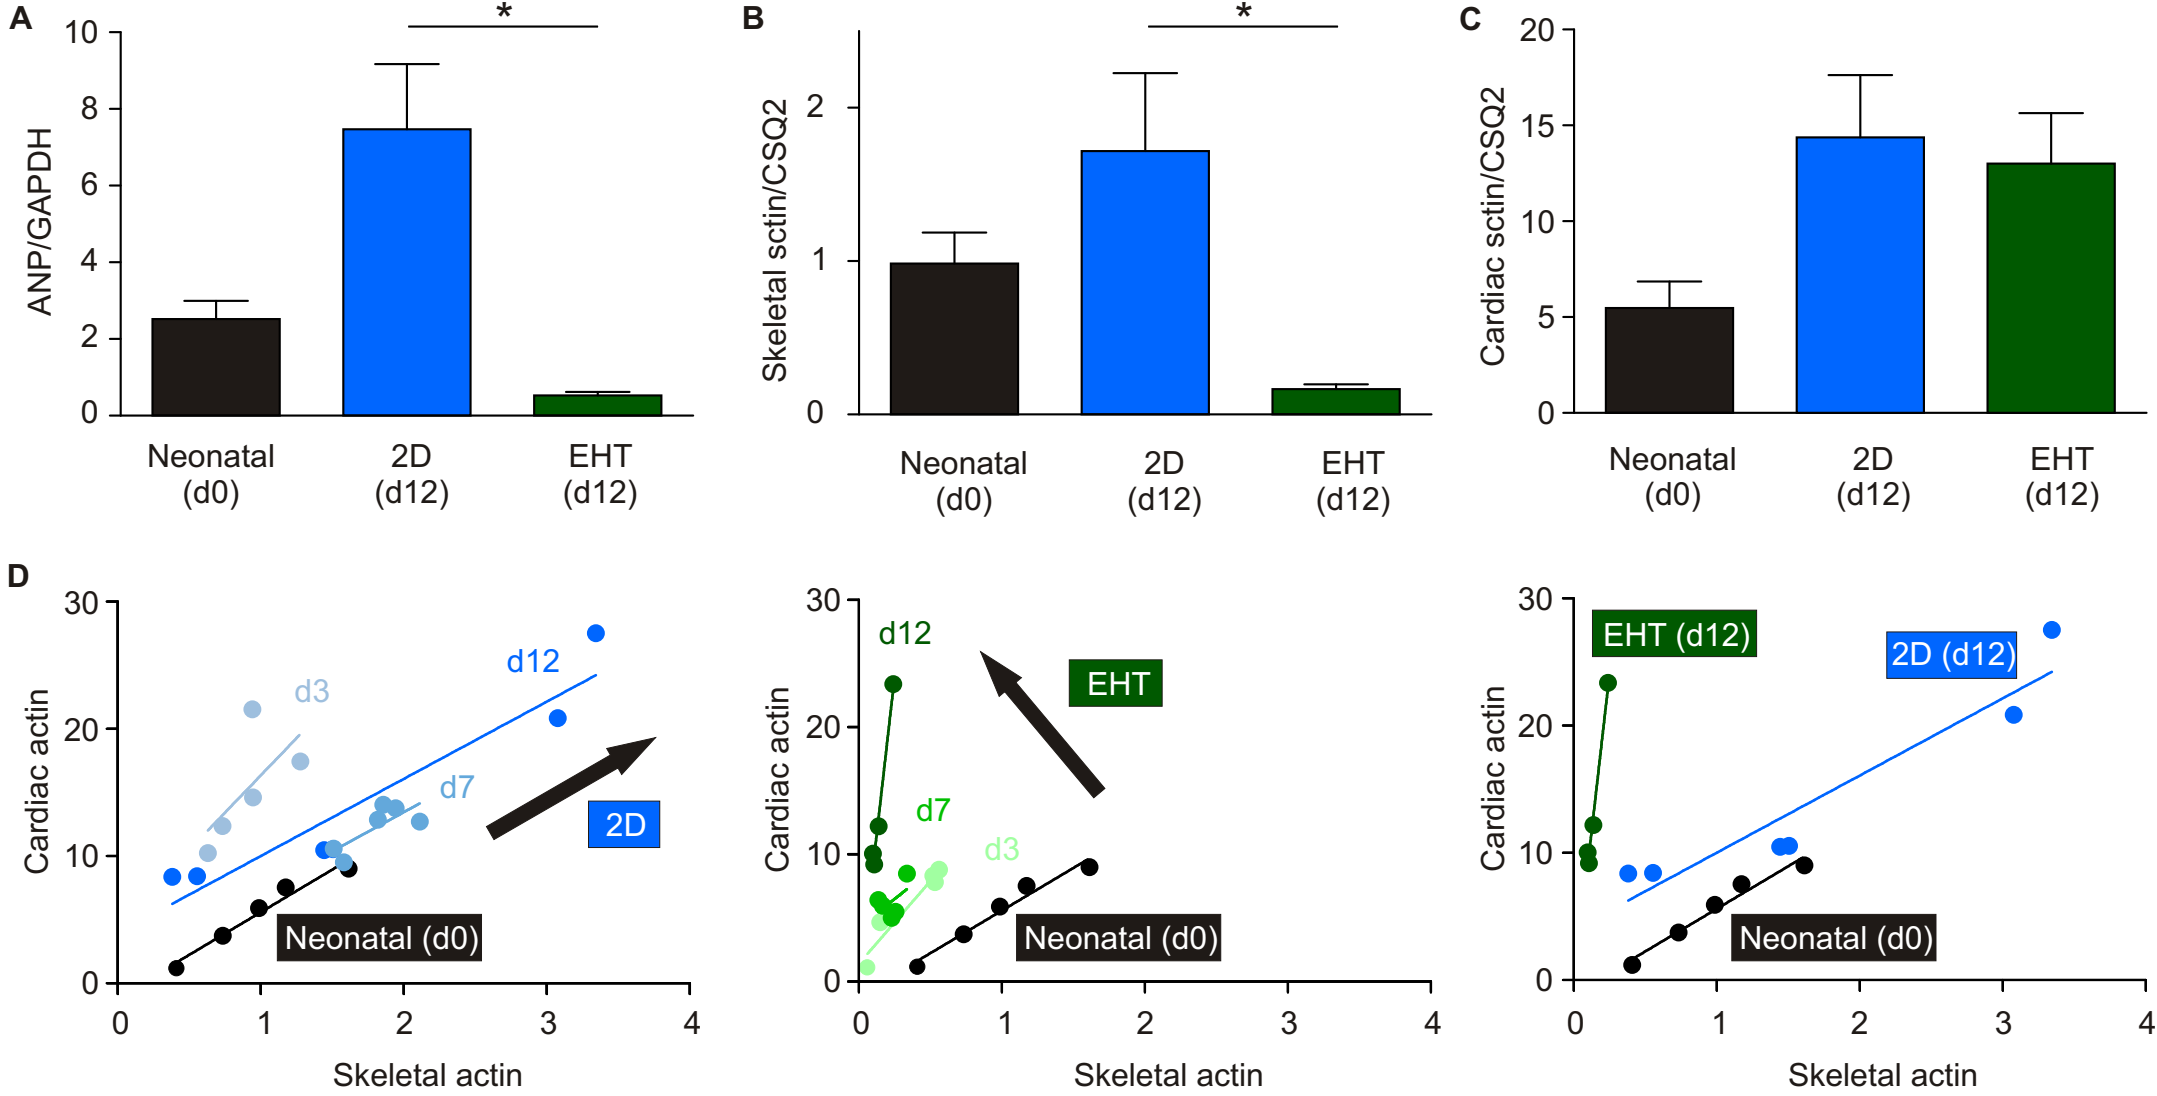 A
*
ANP/GAPDH
10
8
6
4
2
0
Neonatal
(d0)
2D
(d12)
EHT
(d12)
B
*
Skeletal sctin/CSQ2
2
1
0
Neonatal
(d0)
2D
(d12)
EHT
(d12)
C
Cardiac sctin/CSQ2
20
15
10
5
0
Neonatal
(d0)
2D
(d12)
EHT
(d12)
D
Cardiac actin
30
20
10
0
d3
d12
d7
2D
Neonatal (d0)
0 1 2 3 4
Skeletal actin
Cardiac actin
30
20
10
0
d12
EHT
d7
d3
Neonatal (d0)
0 1 2 3 4
Skeletal actin
Cardiac actin
30
20
10
0
EHT (d12)
2D (d12)
Neonatal (d0)
0 1 2 3 4
Skeletal actin